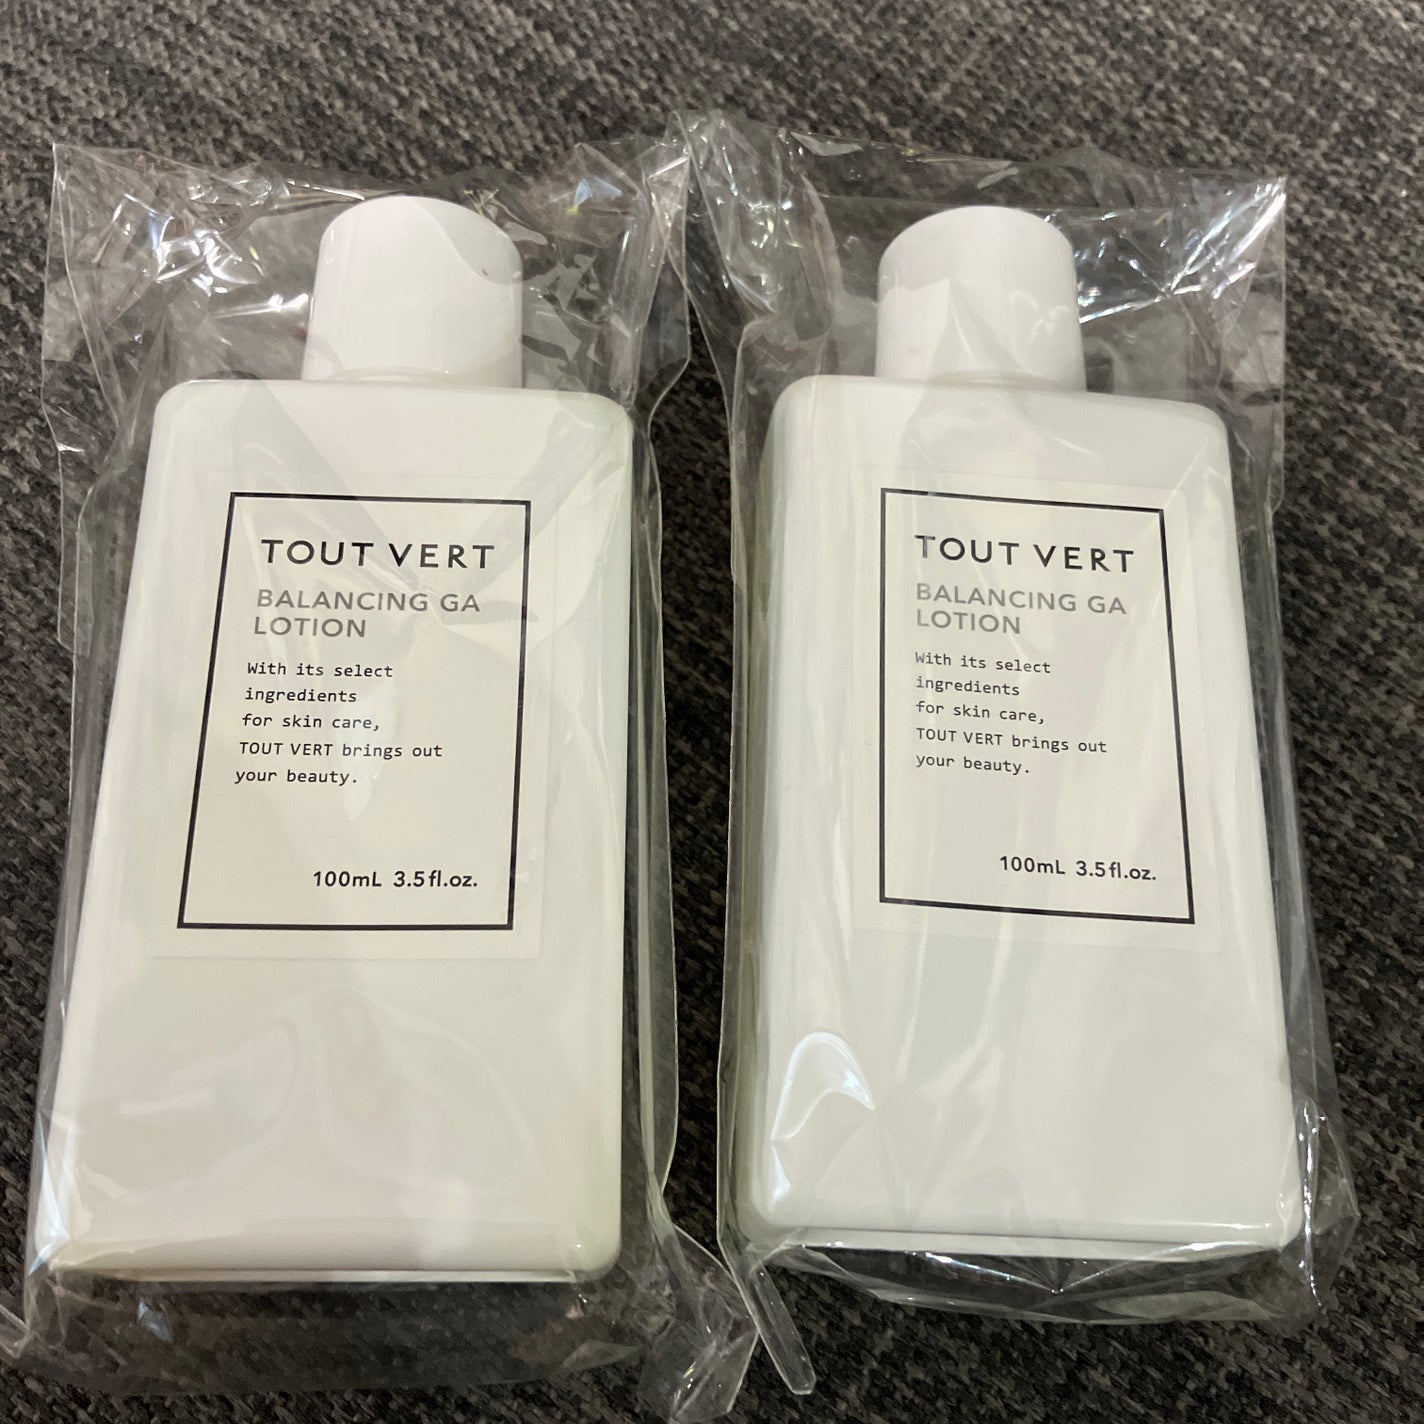 TOUT VERT
BALANCING GA
LOTION
With its select
ingredients
for skin care,
TOUT VERT brings out
your beauty.
100mL 3.5fl.oz.
TOUT VERT
BALANCING GA
LOTION
With its select
ingredients
for skin care,
TOUT VERT brings out
your beauty.
100mL 3.5fl.oz.